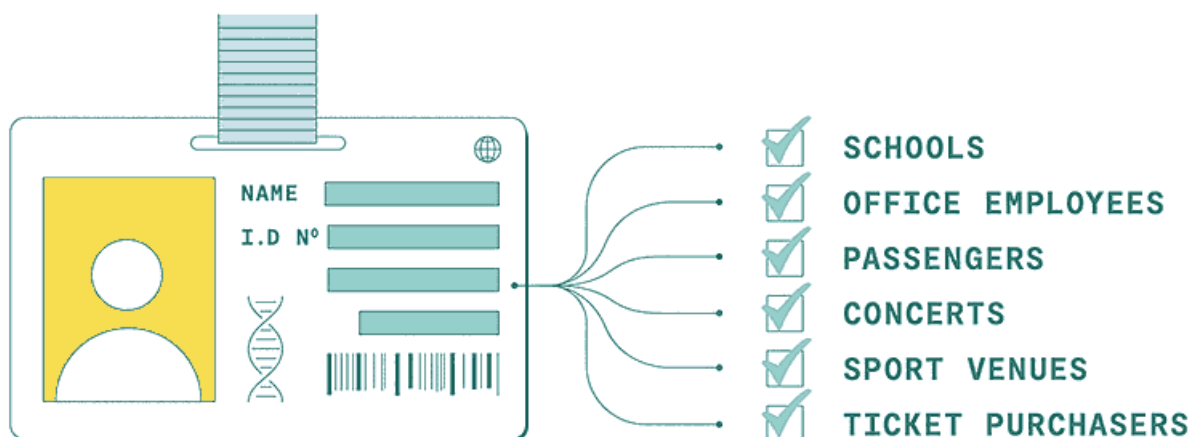 NAME
I.D Nº
SCHOOLS
OFFICE EMPLOYEES
PASSENGERS
CONCERTS
SPORT VENUES
TICKET PURCHASERS